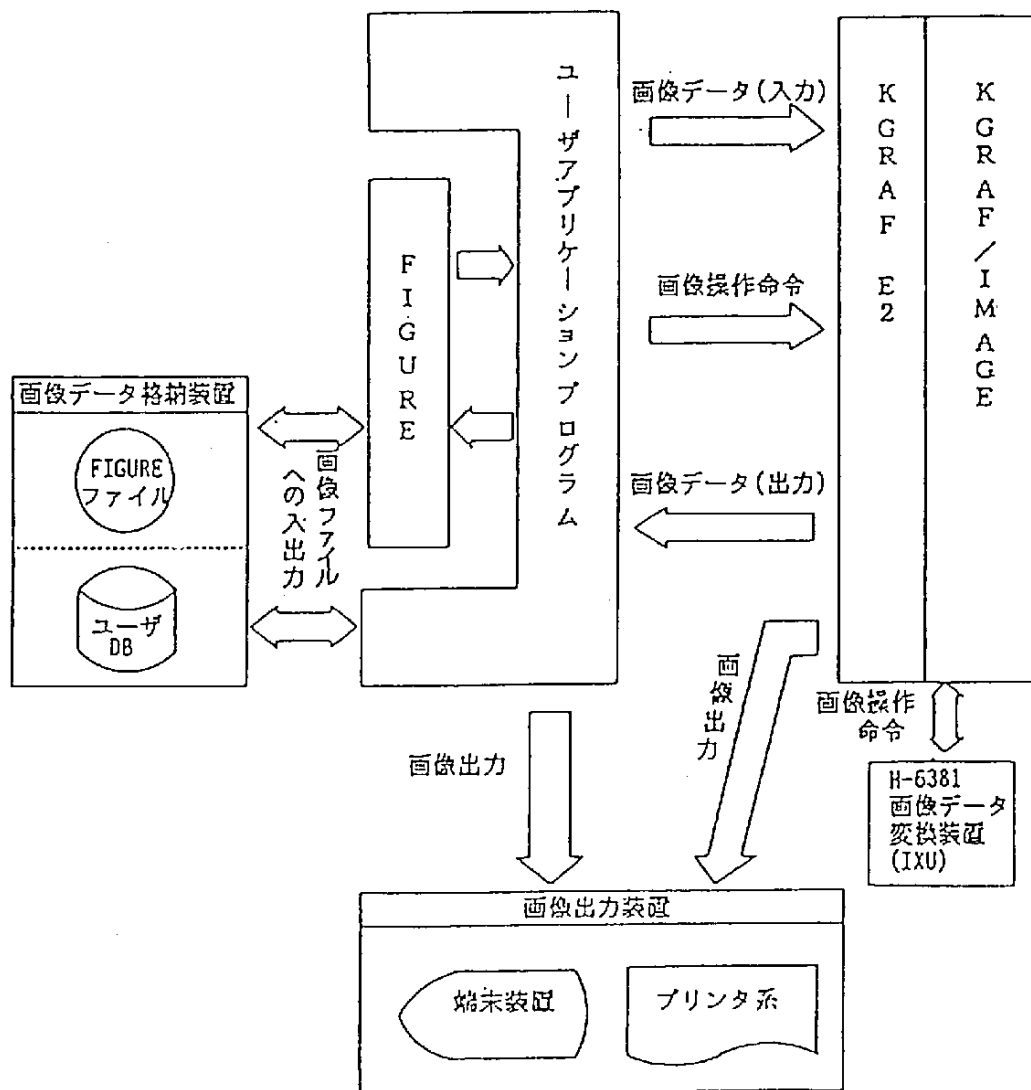 ユーザアプリケーションプログラム
画像データ(入力)
KGRAF E2
KGRAF/IMAGE
FIGURE
画像操作命令
画像データ格納装置
FIGURE
ファイル
画像ファイル
への入出力
画像データ(出力)
ユーザ
DB
画像出力
画像出力
画像操作
命令
H-6381
画像データ
変換装置
(IXU)
画像出力装置
端末装置
プリンタ系